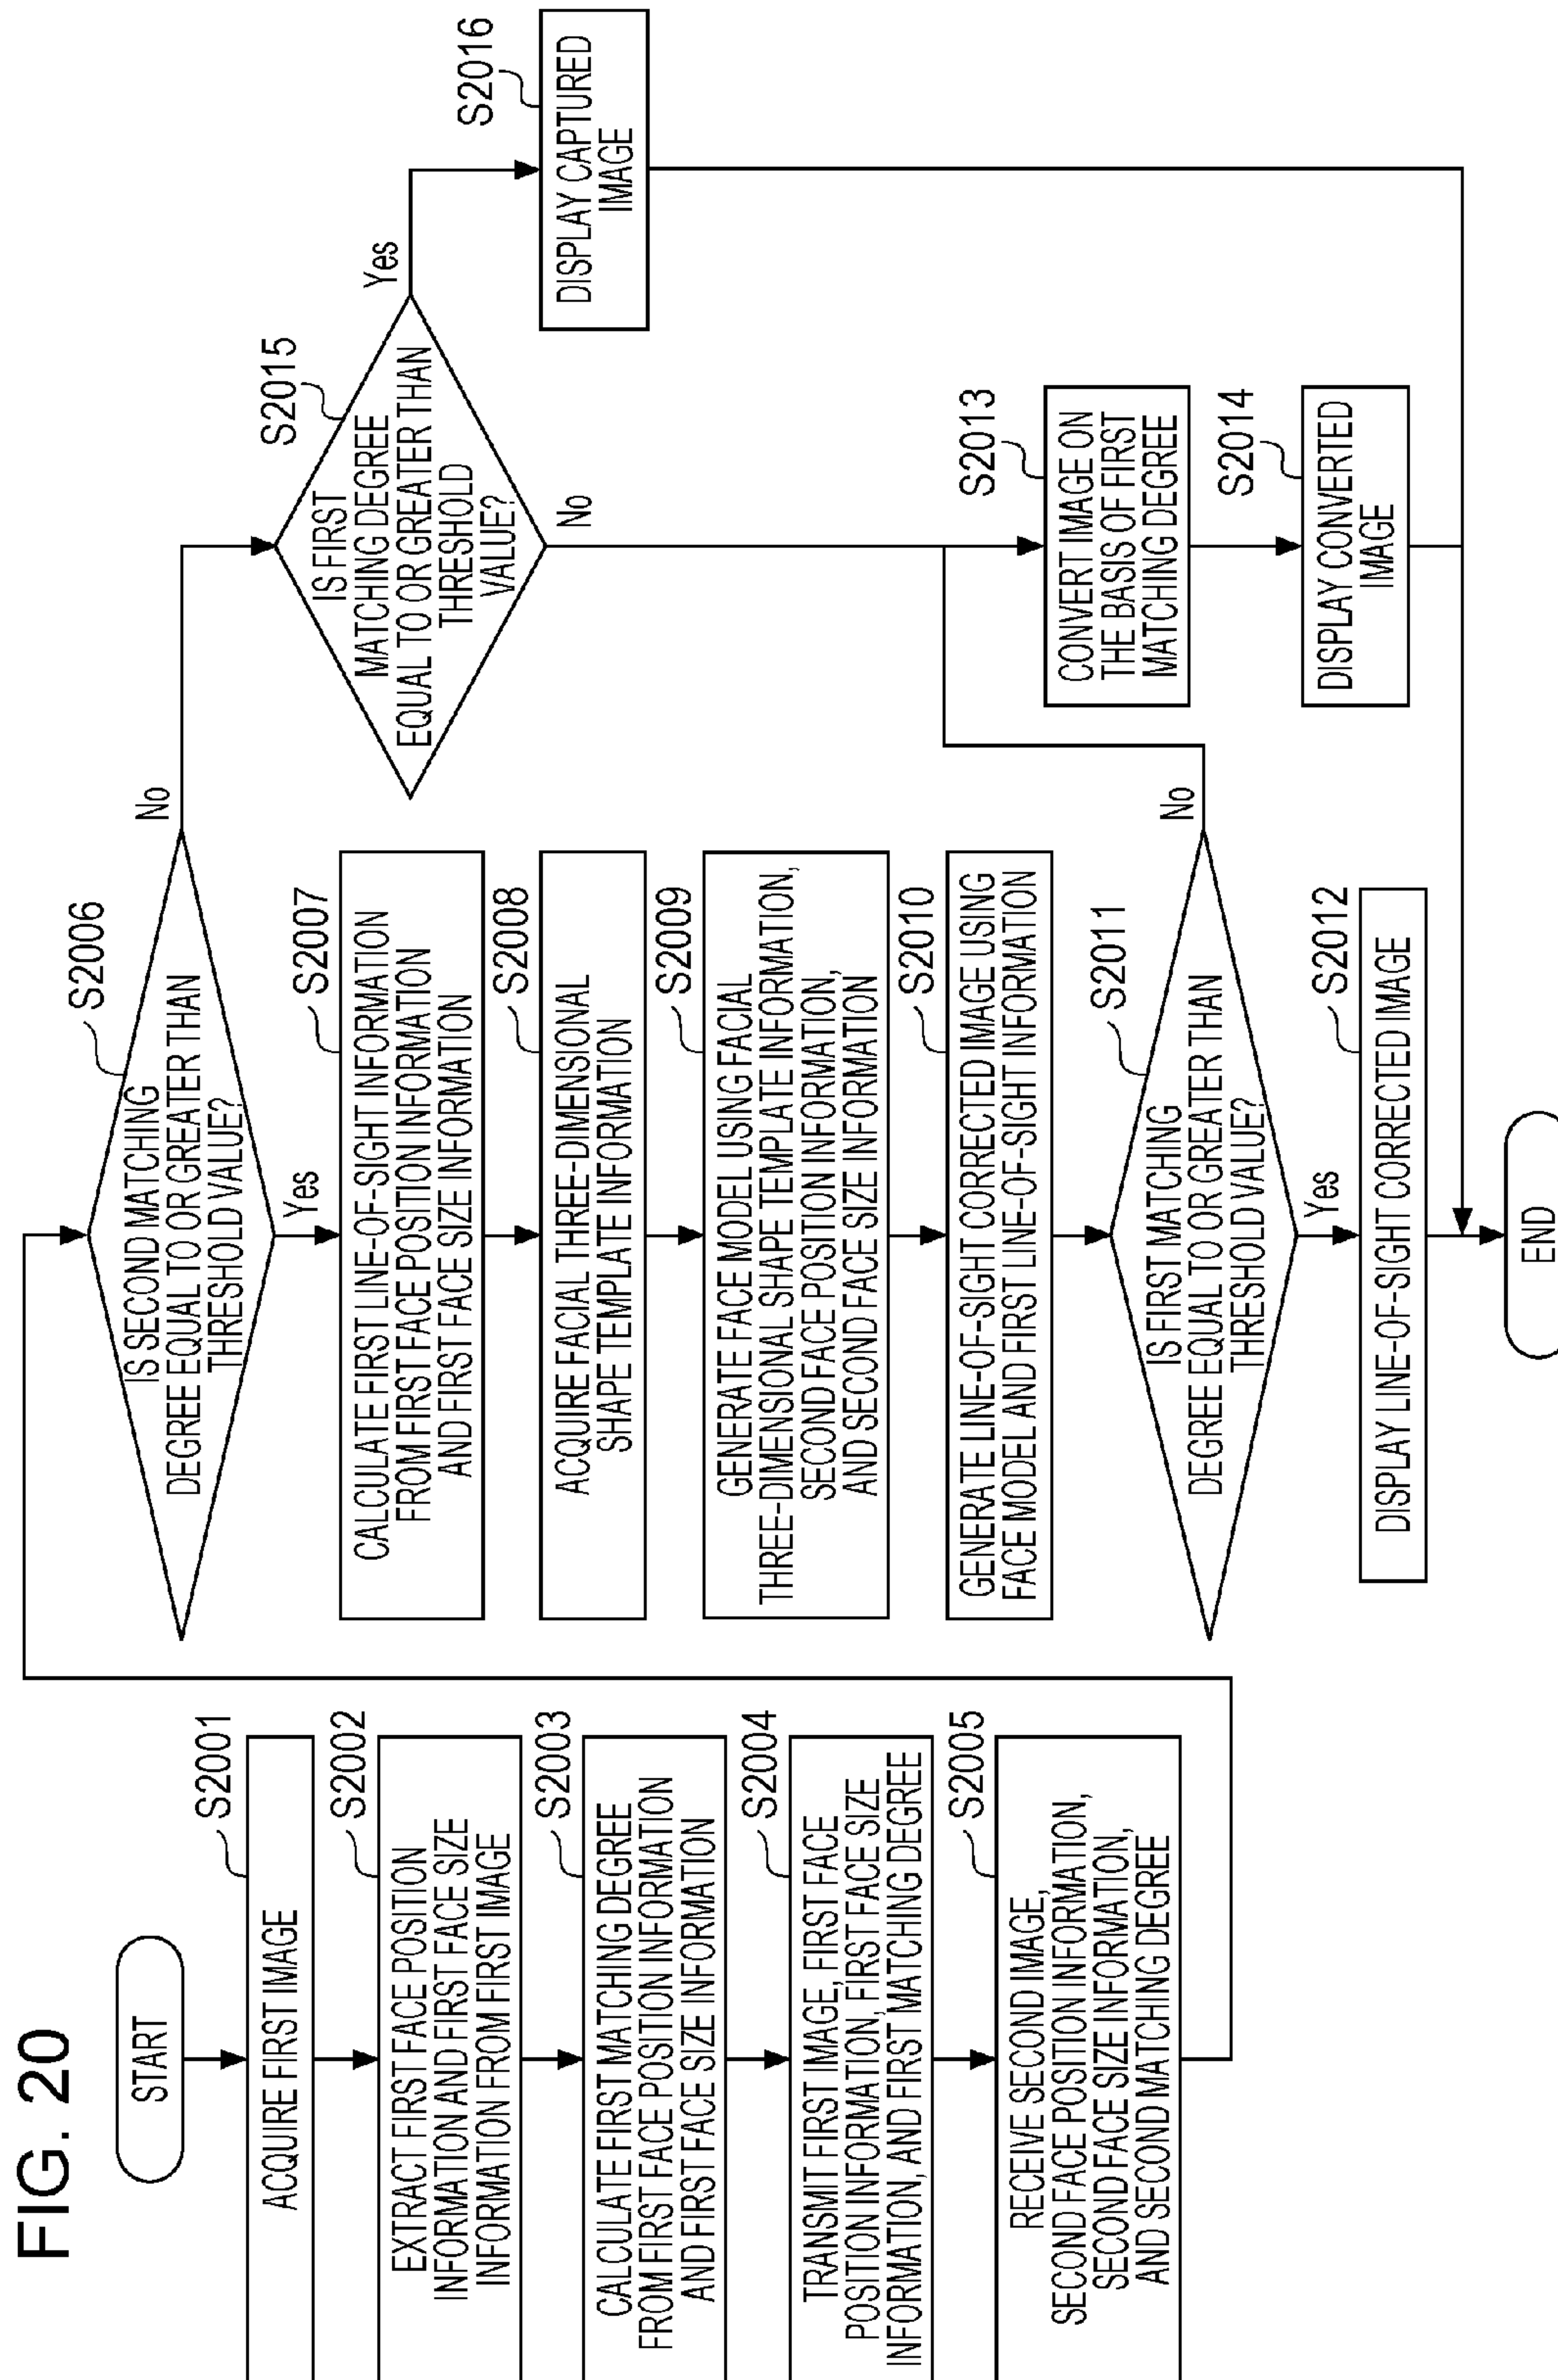 FIG. 20
START
S2001
ACQUIRE FIRST IMAGE
S2002
EXTRACT FIRST FACE POSITION
INFORMATION AND FIRST FACE SIZE
INFORMATION FROM FIRST IMAGE
S2003
CALCULATE FIRST MATCHING DEGREE
FROM FIRST FACE POSITION INFORMATION
AND FIRST FACE SIZE INFORMATION
S2004
TRANSMIT FIRST IMAGE, FIRST FACE
POSITION INFORMATION, FIRST FACE SIZE
INFORMATION, AND FIRST MATCHING DEGREE
S2005
RECEIVE SECOND IMAGE,
SECOND FACE POSITION INFORMATION,
SECOND FACE SIZE INFORMATION,
AND SECOND MATCHING DEGREE
S2006
IS SECOND MATCHING
DEGREE EQUAL TO OR GREATER THAN
THRESHOLD VALUE?
No
Yes
S2007
CALCULATE FIRST LINE-OF-SIGHT INFORMATION
FROM FIRST FACE POSITION INFORMATION
AND FIRST FACE SIZE INFORMATION
S2008
ACQUIRE FACIAL THREE-DIMENSIONAL
SHAPE TEMPLATE INFORMATION
S2009
GENERATE FACE MODEL USING FACIAL
THREE-DIMENSIONAL SHAPE TEMPLATE INFORMATION,
SECOND FACE POSITION INFORMATION,
AND SECOND FACE SIZE INFORMATION
S2010
GENERATE LINE-OF-SIGHT CORRECTED IMAGE USING
FACE MODEL AND FIRST LINE-OF-SIGHT INFORMATION
S2011
IS FIRST MATCHING
DEGREE EQUAL TO OR GREATER THAN
THRESHOLD VALUE?
No
Yes
S2012
DISPLAY LINE-OF-SIGHT CORRECTED IMAGE
END
S2015
IS FIRST
MATCHING DEGREE
EQUAL TO OR GREATER THAN
THRESHOLD
VALUE?
Yes
No
S2013
CONVERT IMAGE ON
THE BASIS OF FIRST
MATCHING DEGREE
S2014
DISPLAY CONVERTED
IMAGE
S2016
DISPLAY CAPTURED
IMAGE